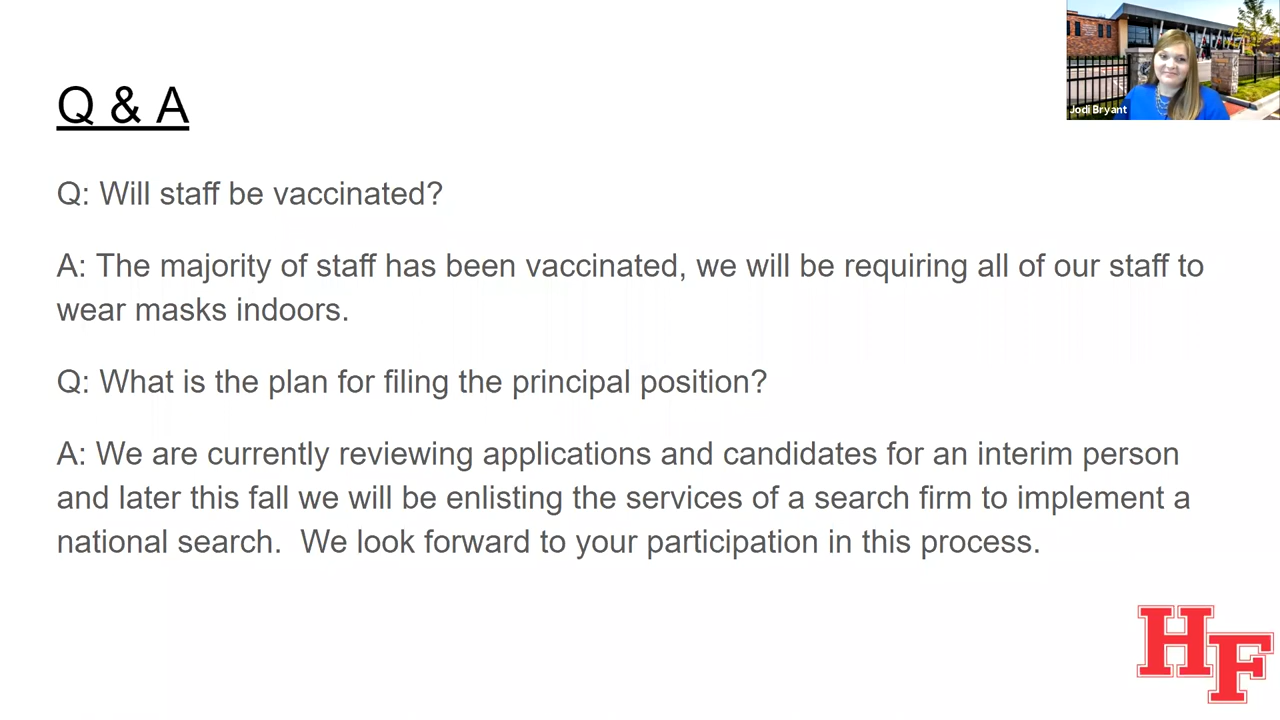 Jodi Bryant
Q & A
Q: Will staff be vaccinated?
A: The majority of staff has been vaccinated, we will be requiring all of our staff to
wear masks indoors.
Q: What is the plan for filing the principal position?
A: We are currently reviewing applications and candidates for an interim person
and later this fall we will be enlisting the services of a search firm to implement a
national search.  We look forward to your participation in this process.
HF